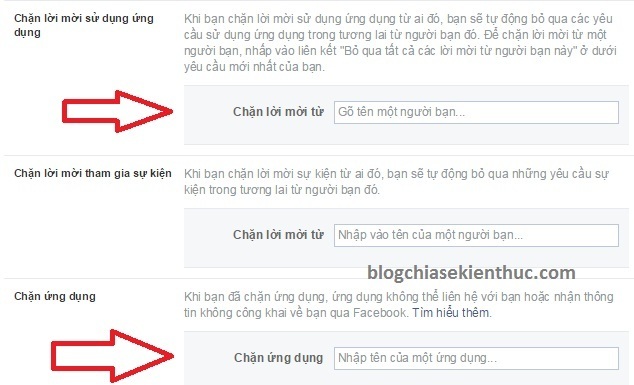 Chặn lời mời sử dụng ứng
dụng
Khi bạn chặn lời mời sử dụng ứng dụng từ ai đó, bạn sẽ tự động bỏ qua các yêu
cầu sử dụng ứng dụng trong tương lai từ người bạn đó. Để chặn lời mời từ một
người bạn, nhấp vào liên kết "Bỏ qua tất cả các lời mời từ người bạn này" ở dưới
yêu cầu mới nhất của bạn.
Chặn lời mời từ
Gõ tên một người bạn...
Chặn lời mời tham gia sự kiện
Khi bạn chặn lời mời sự kiện từ ai đó, bạn sẽ tự động bỏ qua những yêu cầu sự
kiện trong tương lai từ người bạn đó.
Chặn lời mời từ
Nhập vào tên của một người bạn...
blogchiasekienthuc.com
Chặn ứng dụng
Khi bạn đã chặn ứng dụng, ứng dụng không thể liên hệ với bạn hoặc nhận thông
tin không công khai về bạn qua Facebook. Tìm hiểu thêm.
Chặn ứng dụng
Nhập tên của một ứng dụng...